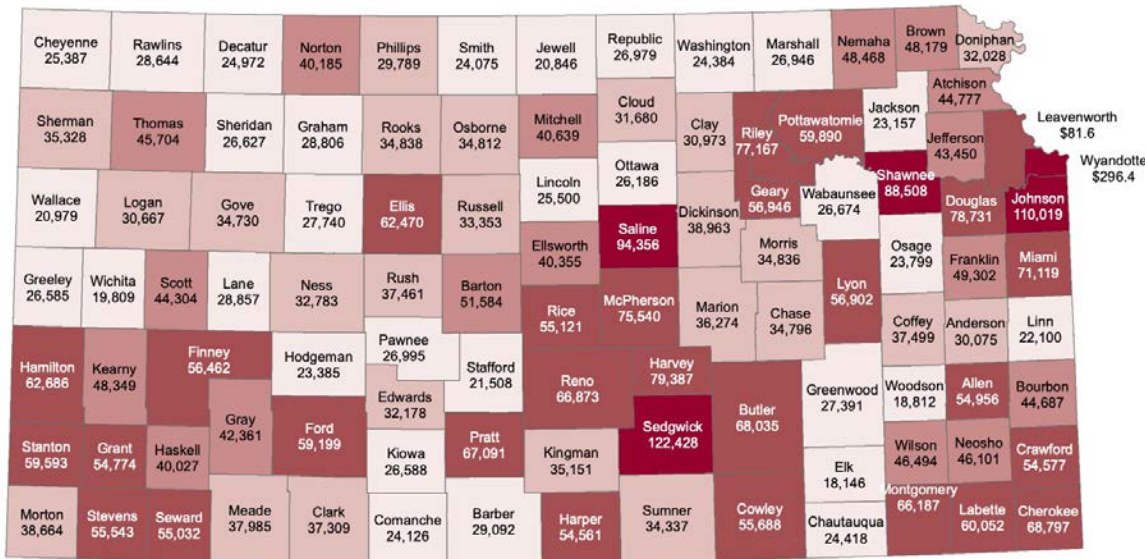 Cheyenne
25,387
Rawlins
28,644
Decatur
24,972
Norton
40,185
Phillips
29,789
Smith
24,075
Jewell
20,846
Republic
26,979
Washington
24,384
Marshall
26,946
Nemaha
48,468
Brown
48,179
Doniphan
32,028
Sherman
35,328
Thomas
45,704
Sheridan
26,627
Graham
28,806
Rooks
34,838
Osborne
34,812
Mitchell
40,639
Cloud
31,680
Clay
30,973
Riley
77,167
Pottawatomie
59,890
Jackson
23,157
Atchison
44,777
Jefferson
43,450
Leavenworth
$81.6
Wyandotte
$296.4
Wallace
20,979
Logan
30,667
Gove
34,730
Trego
27,740
Ellis
62,470
Russell
33,353
Lincoln
25,500
Ottawa
26,186
Saline
94,356
Dickinson
38,963
Geary
56,946
Wabaunsee
26,674
Shawnee
88,508
Douglas
78,731
Johnson
110,019
Ellsworth
40,355
Morris
34,836
Osage
23,799
Franklin
49,302
Miami
71,119
Greeley
26,585
Wichita
19,809
Scott
44,304
Lane
28,857
Ness
32,783
Rush
37,461
Barton
51,584
Rice
55,121
McPherson
75,540
Marion
36,274
Chase
34,796
Lyon
56,902
Coffey
37,499
Anderson
30,075
Linn
22,100
Hamilton
62,686
Kearny
48,349
Finney
56,462
Hodgeman
23,385
Pawnee
26,995
Stafford
21,508
Reno
66,873
Harvey
79,387
Butler
68,035
Greenwood
27,391
Woodson
18,812
Allen
54,956
Bourbon
44,687
Edwards
32,178
Gray
42,361
Ford
59,199
Stanton
59,593
Grant
54,774
Haskell
40,027
Kiowa
26,588
Pratt
67,091
Kingman
35,151
Sedgwick
122,428
Elk
18,146
Wilson
46,494
Neosho
46,101
Crawford
54,577
Morton
38,664
Stevens
55,543
Seward
55,032
Meade
37,985
Clark
37,309
Comanche
24,126
Barber
29,092
Harper
54,561
Sumner
34,337
Cowley
55,688
Chautauqua
24,418
Montgomery
66,187
Labette
60,052
Cherokee
68,797